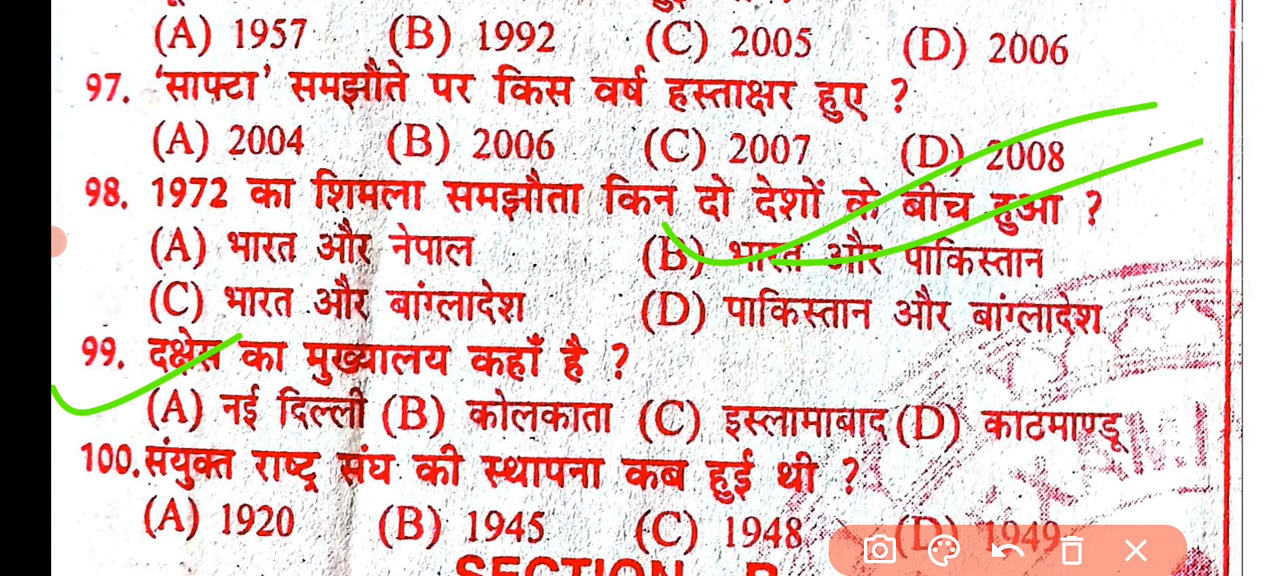 (A) 1957 (B) 1992 (C) 2005 (D) 2006
97. 'साफ्टा' समझौते पर किस वर्ष हस्ताक्षर हुए ?
(A) 2004 (B) 2006 (C) 2007 (D) 2008
98. 1972 का शिमला समझौता किन दो देशों के बीच हुआ ?
(A) भारत और नेपाल (B) भारत और पाकिस्तान
(C) भारत और बांग्लादेश (D) पाकिस्तान और बांग्लादेश
99. दक्षेस का मुख्यालय कहाँ है ?
(A) नई दिल्ली (B) कोलकाता (C) इस्लामाबाद (D) काठमाण्डू
100. संयुक्त राष्ट्र संघ की स्थापना कब हुई थी ?
(A) 1920 (B) 1945 (C) 1948 (D) 1949
SECTION - B